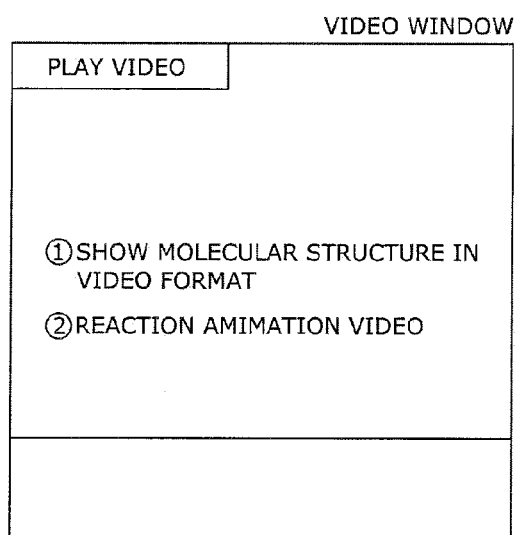 VIDEO WINDOW
PLAY VIDEO
①SHOW MOLECULAR STRUCTURE IN
VIDEO FORMAT
②REACTION AMIMATION VIDEO